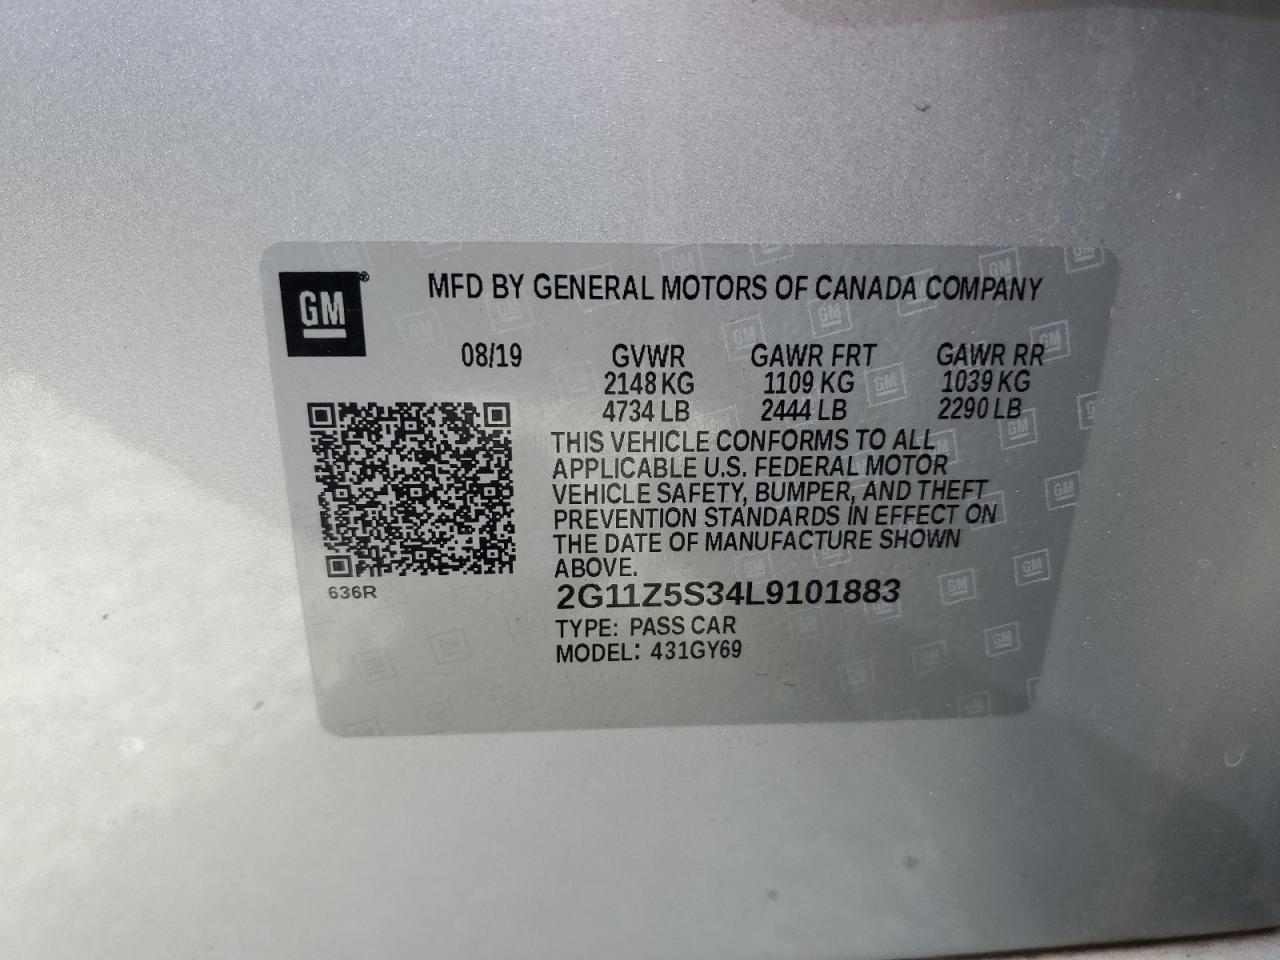 GM®
MFD BY GENERAL MOTORS OF CANADA COMPANY
08/19 GVWR GAWR FRT GAWR RR
2148 KG 1109 KG 1039 KG
4734 LB 2444 LB 2290 LB
THIS VEHICLE CONFORMS TO ALL
APPLICABLE U.S. FEDERAL MOTOR
VEHICLE SAFETY, BUMPER, AND THEFT
PREVENTION STANDARDS IN EFFECT ON
THE DATE OF MANUFACTURE SHOWN
ABOVE.
636R
2G11Z5S34L9101883
TYPE: PASS CAR
MODEL: 431GY69